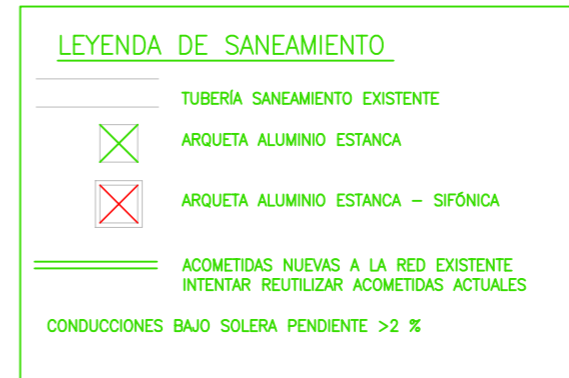 LEYENDA DE SANEAMIENTO
TUBERÍA SANEAMIENTO EXISTENTE
ARQUETA ALUMINIO ESTANCA
ARQUETA ALUMINIO ESTANCA – SIFÓNICA
ACOMETIDAS NUEVAS A LA RED EXISTENTE
INTENTAR REUTILIZAR ACOMETIDAS ACTUALES
CONDUCCIONES BAJO SOLERA PENDIENTE >2 %